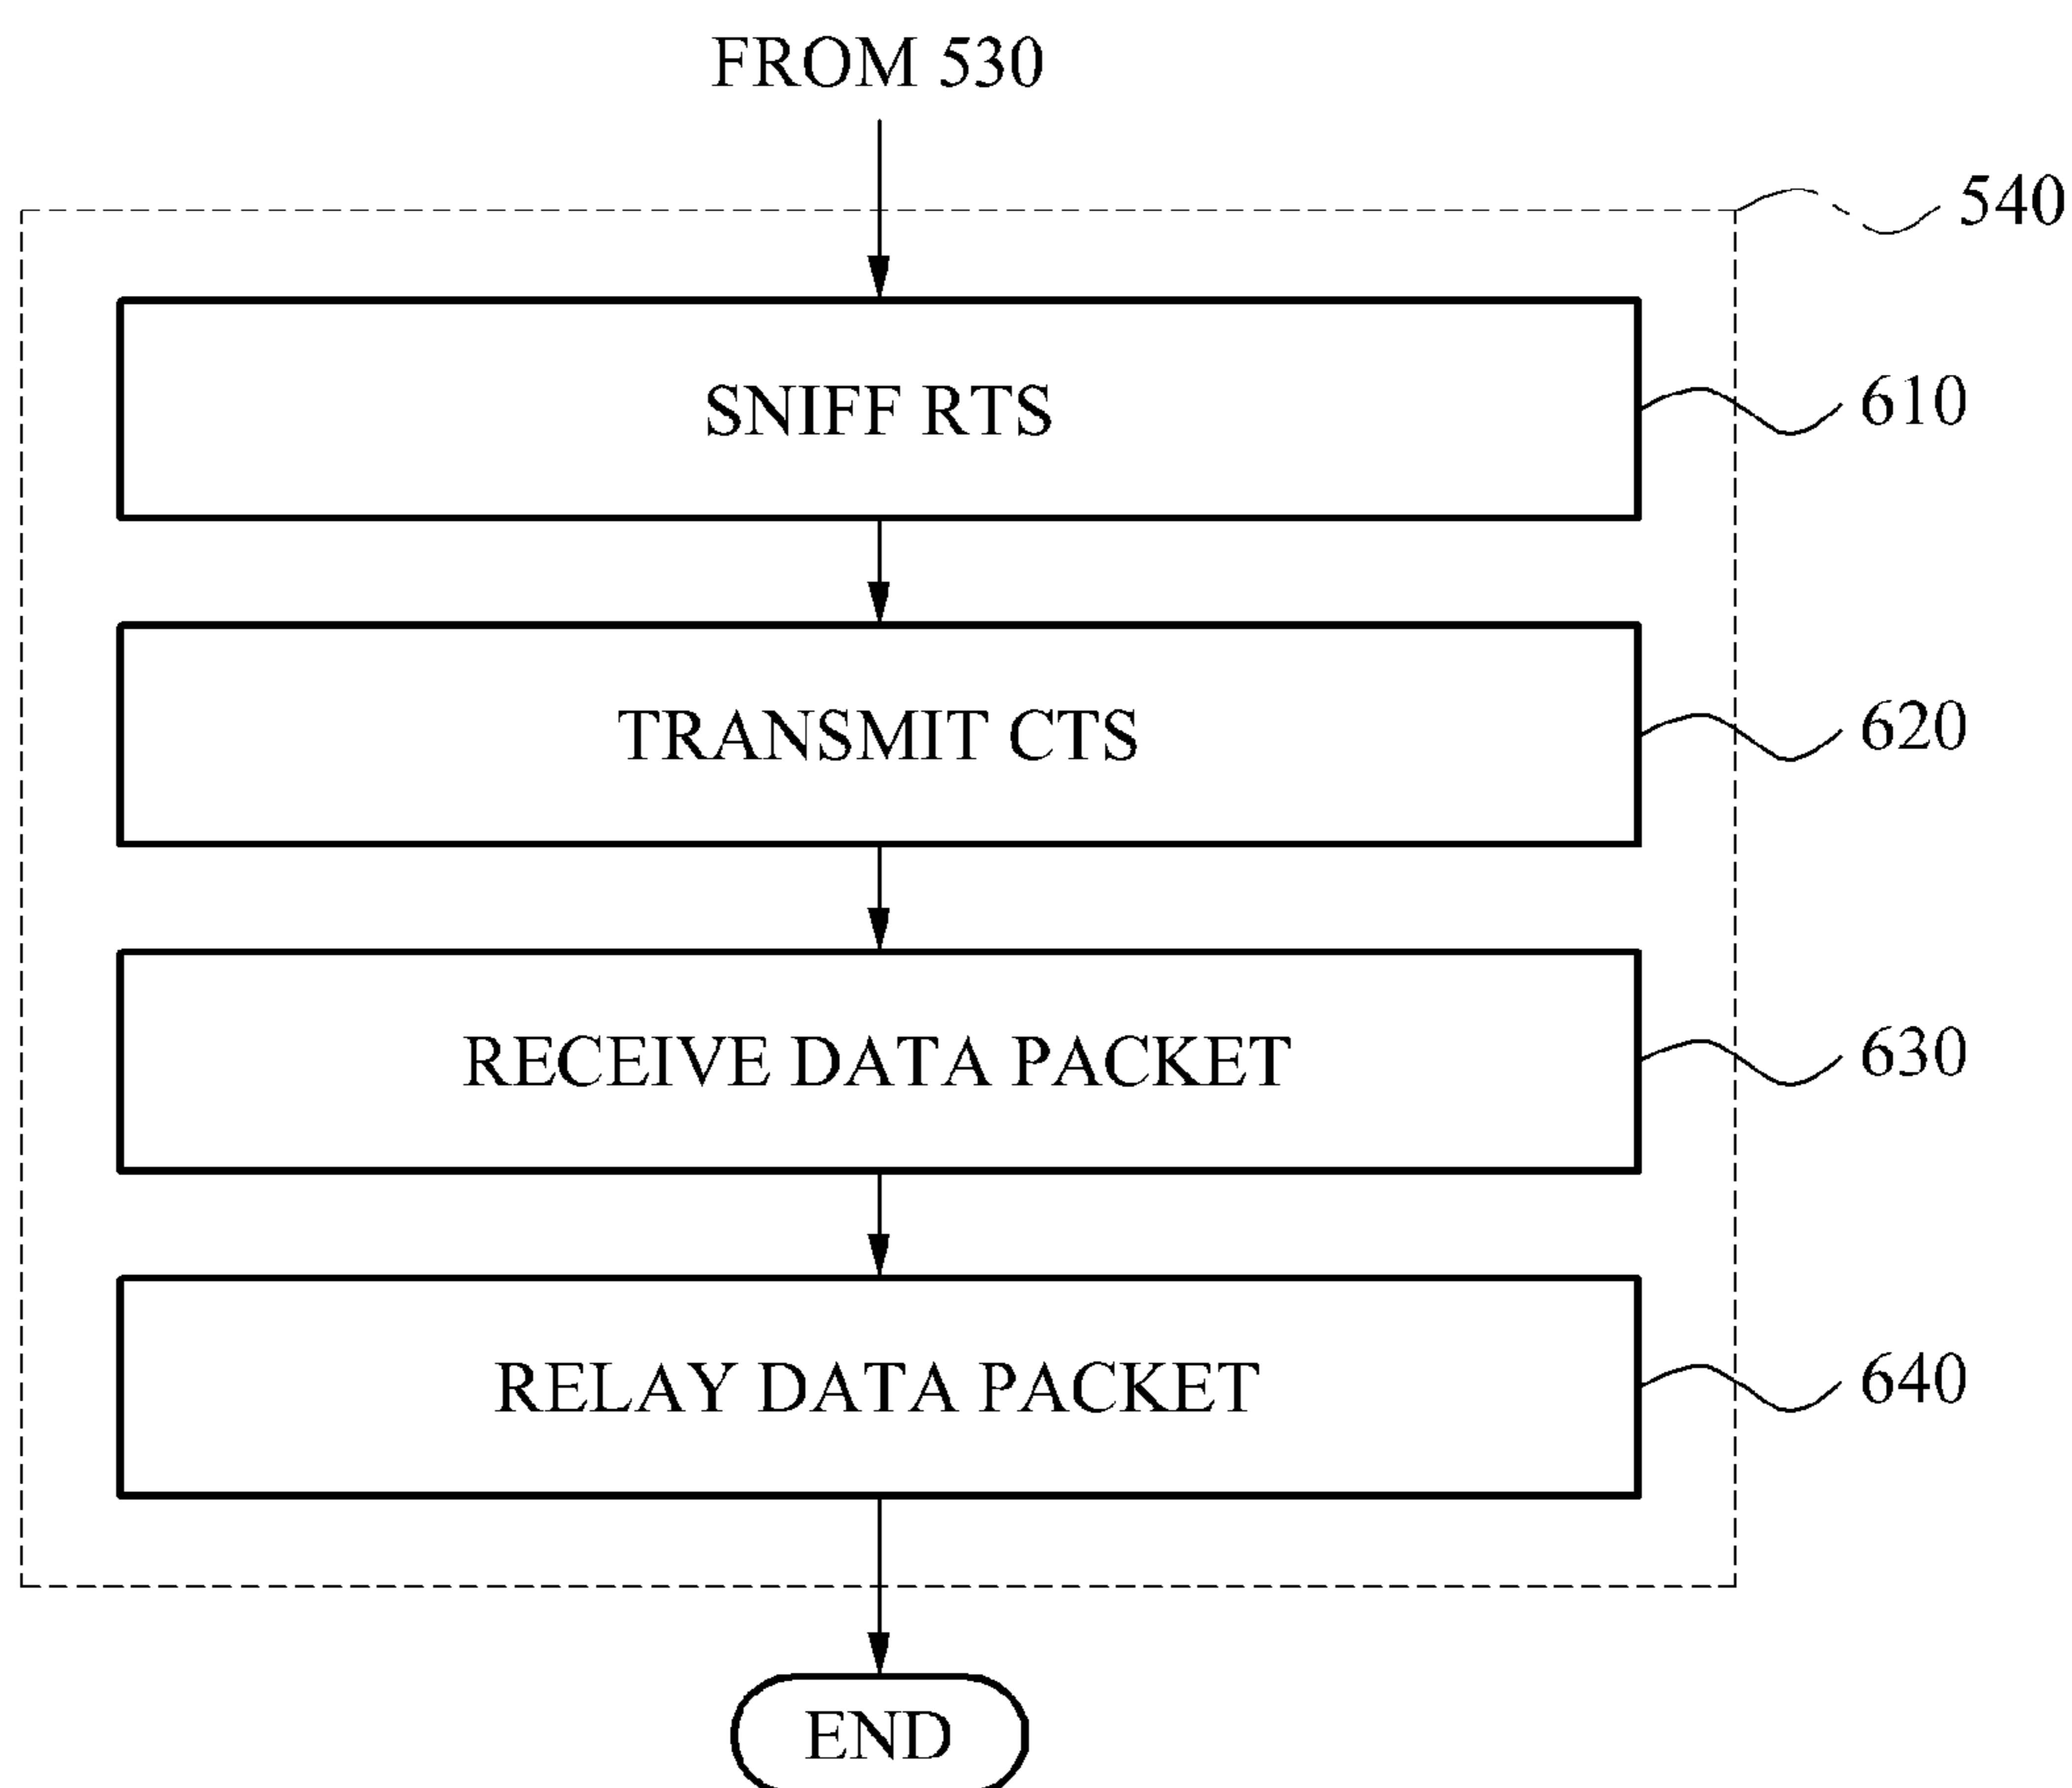 FROM 530
540
SNIFF RTS
610
TRANSMIT CTS
620
RECEIVE DATA PACKET
630
RELAY DATA PACKET
640
END